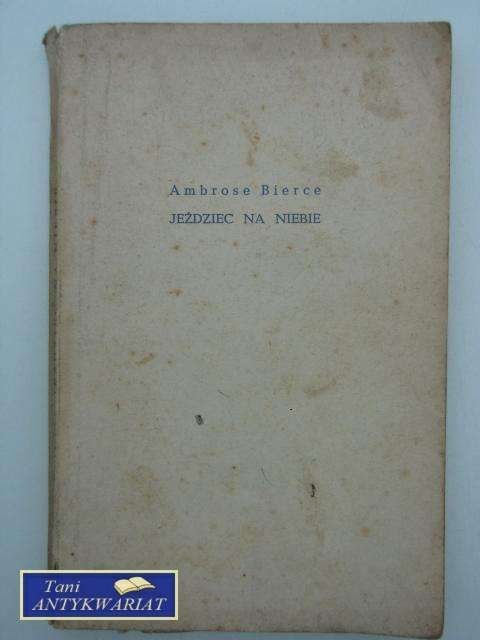 Ambrose Bierce
JEŹDZIEC NA NIEBIE
Tani
ANTYKWARIAT